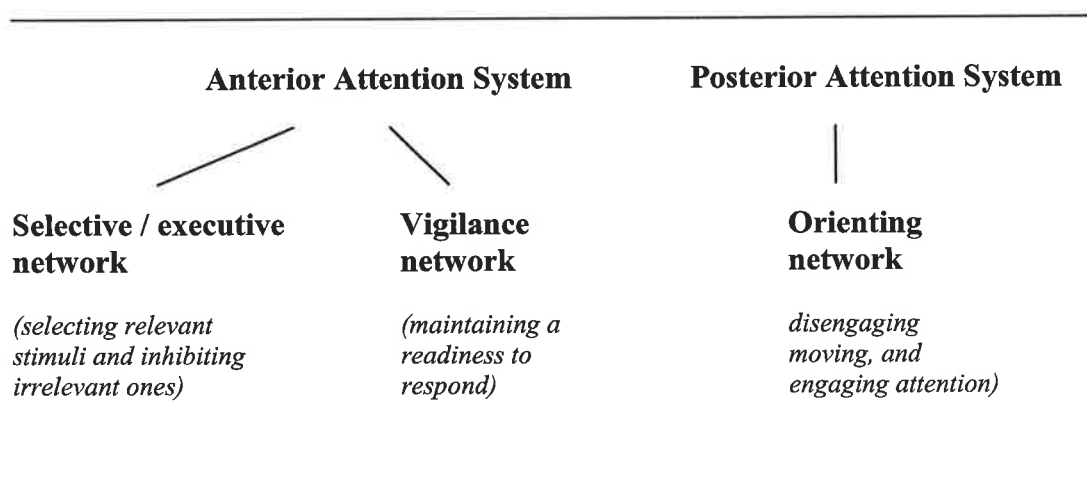 Anterior Attention System
Posterior Attention System
Selective / executive
network
(selecting relevant
stimuli and inhibiting
irrelevant ones)
Vigilance
network
(maintaining a
readiness to
respond)
Orienting
network
disengaging
moving, and
engaging attention)